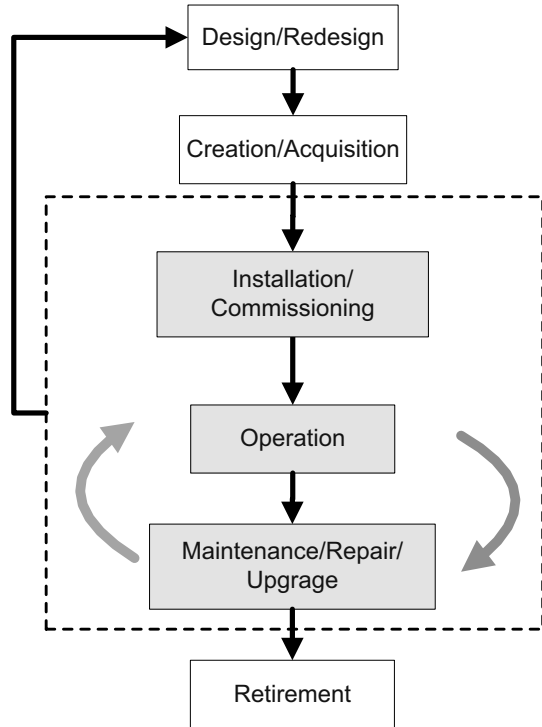 Design/Redesign
Creation/Acquisition
Installation/
Commissioning
Operation
Maintenance/Repair/
Upgrage
Retirement